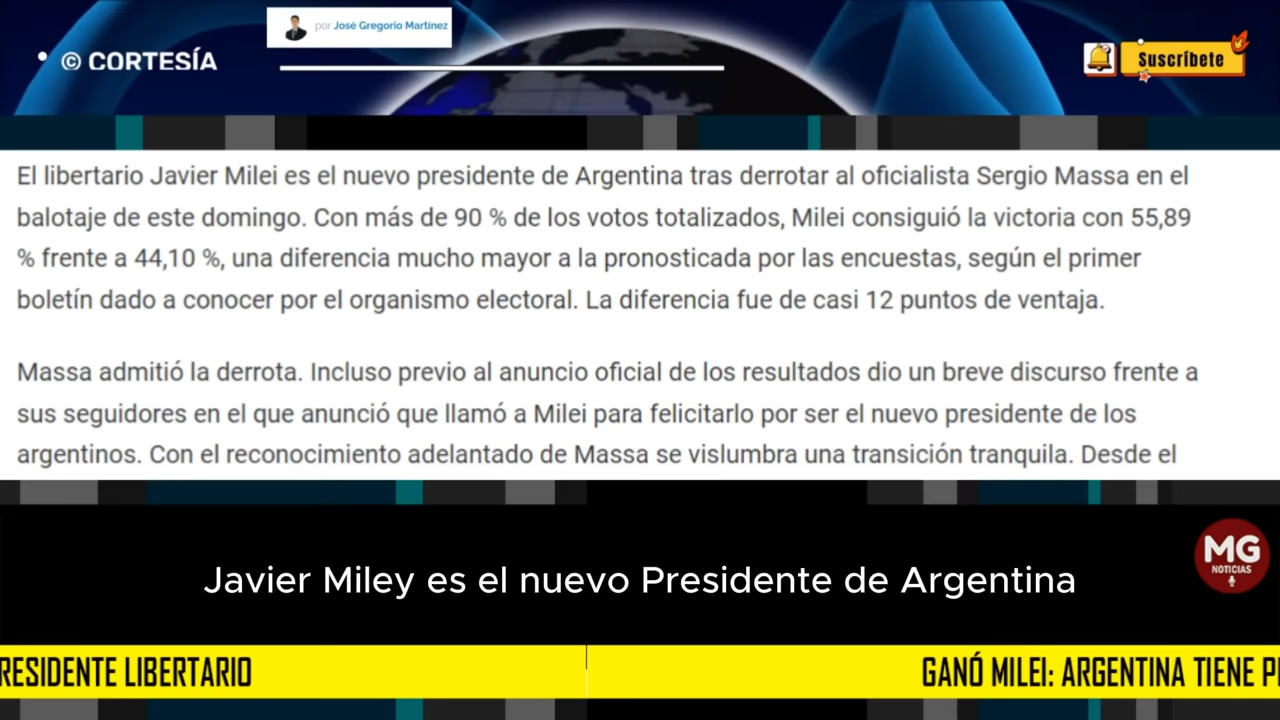 por José Gregorio Martínez
© CORTESÍA
Suscríbete
El libertario Javier Milei es el nuevo presidente de Argentina tras derrotar al oficialista Sergio Massa en el
balotaje de este domingo. Con más de 90 % de los votos totalizados, Milei consiguió la victoria con 55,89
% frente a 44,10 %, una diferencia mucho mayor a la pronosticada por las encuestas, según el primer
boletín dado a conocer por el organismo electoral. La diferencia fue de casi 12 puntos de ventaja.
Massa admitió la derrota. Incluso previo al anuncio oficial de los resultados dio un breve discurso frente a
sus seguidores en el que anunció que llamó a Milei para felicitarlo por ser el nuevo presidente de los
argentinos. Con el reconocimiento adelantado de Massa se vislumbra una transición tranquila. Desde el
MG
NOTICIAS
Javier Miley es el nuevo Presidente de Argentina
RESIDENTE LIBERTARIO
GANÓ MILEI: ARGENTINA TIENE P